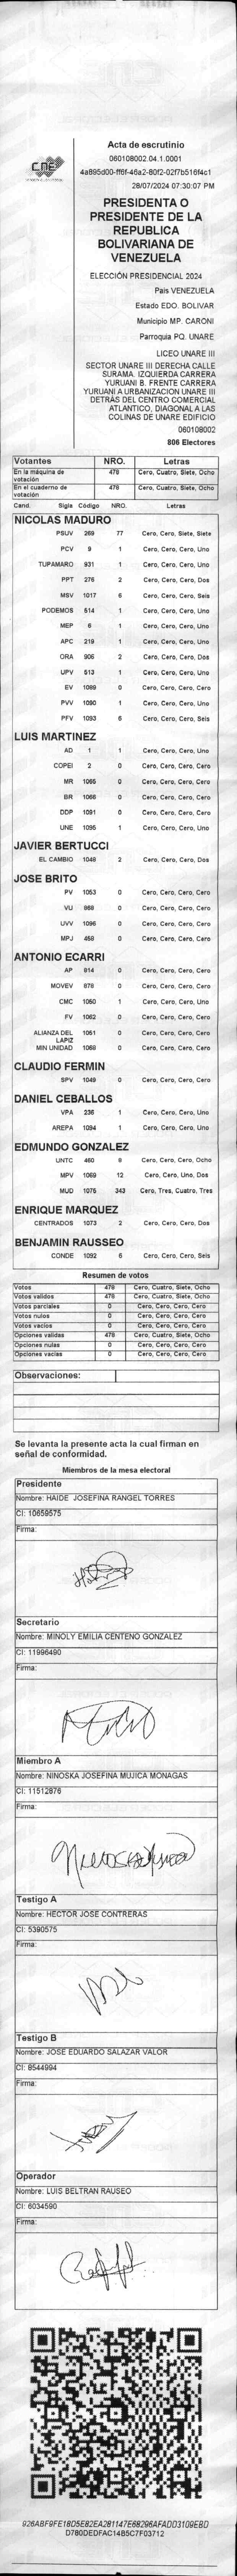 CNE
Acta de escrutinio
060108002.04.1.0001
4a895d00-ff6f-46a2-80f2-02f7b516f4c1
28/07/2024 07:30:07 PM
PRESIDENTA O
PRESIDENTE DE LA
REPUBLICA
BOLIVARIANA DE
VENEZUELA
ELECCIÓN PRESIDENCIAL 2024
Pais VENEZUELA
Estado EDO. BOLIVAR
Municipio MP. CARONI
Parroquia PQ. UNARE
LICEO UNARE III
SECTOR UNARE III DERECHA CALLE
SURAMA. IZQUIERDA CARRERA
YURUANI B. FRENTE CARRERA
YURUANI A URBANIZACION UNARE III
DETRÁS DEL CENTRO COMERCIAL
ATLANTICO, DIAGONAL A LAS
COLINAS DE UNARE EDIFICIO
060108002
806 Electores
Votantes NRO. Letras
En la máquina de votación 478 Cero, Cuatro, Siete, Ocho
En el cuaderno de votación 478 Cero, Cuatro, Siete, Ocho
Cand. Sigla Código NRO. Letras
NICOLAS MADURO
PSUV 269 77 Cero, Cero, Siete, Siete
PCV 9 1 Cero, Cero, Cero, Uno
TUPAMARO 931 1 Cero, Cero, Cero, Uno
PPT 276 2 Cero, Cero, Cero, Dos
MSV 1017 6 Cero, Cero, Cero, Seis
PODEMOS 514 1 Cero, Cero, Cero, Uno
MEP 6 1 Cero, Cero, Cero, Uno
APC 219 1 Cero, Cero, Cero, Uno
ORA 906 2 Cero, Cero, Cero, Dos
UPV 513 1 Cero, Cero, Cero, Uno
EV 1089 0 Cero, Cero, Cero, Cero
PVV 1090 1 Cero, Cero, Cero, Uno
PFV 1093 6 Cero, Cero, Cero, Seis
LUIS MARTINEZ
AD 1 1 Cero, Cero, Cero, Uno
COPEI 2 0 Cero, Cero, Cero, Cero
MR 1065 0 Cero, Cero, Cero, Cero
BR 1066 0 Cero, Cero, Cero, Cero
DDP 1091 0 Cero, Cero, Cero, Cero
UNE 1095 1 Cero, Cero, Cero, Uno
JAVIER BERTUCCI
EL CAMBIO 1048 2 Cero, Cero, Cero, Dos
JOSE BRITO
PV 1053 0 Cero, Cero, Cero, Cero
VU 868 0 Cero, Cero, Cero, Cero
UVV 1096 0 Cero, Cero, Cero, Cero
MPJ 458 0 Cero, Cero, Cero, Cero
ANTONIO ECARRI
AP 814 0 Cero, Cero, Cero, Cero
MOVEV 878 0 Cero, Cero, Cero, Cero
CMC 1050 1 Cero, Cero, Cero, Uno
FV 1062 0 Cero, Cero, Cero, Cero
ALIANZA DEL LAPIZ 1051 0 Cero, Cero, Cero, Cero
MIN UNIDAD 1068 0 Cero, Cero, Cero, Cero
CLAUDIO FERMIN
SPV 1049 0 Cero, Cero, Cero, Cero
DANIEL CEBALLOS
VPA 236 1 Cero, Cero, Cero, Uno
AREPA 1094 1 Cero, Cero, Cero, Uno
EDMUNDO GONZALEZ
UNTC 460 8 Cero, Cero, Cero, Ocho
MPV 1069 12 Cero, Cero, Uno, Dos
MUD 1075 343 Cero, Tres, Cuatro, Tres
ENRIQUE MARQUEZ
CENTRADOS 1073 2 Cero, Cero, Cero, Dos
BENJAMIN RAUSSEO
CONDE 1092 6 Cero, Cero, Cero, Seis
Resumen de votos
Votos 478 Cero, Cuatro, Siete, Ocho
Votos validos 478 Cero, Cuatro, Siete, Ocho
Votos parciales 0 Cero, Cero, Cero, Cero
Votos nulos 0 Cero, Cero, Cero, Cero
Votos vacios 0 Cero, Cero, Cero, Cero
Opciones validas 478 Cero, Cuatro, Siete, Ocho
Opciones nulas 0 Cero, Cero, Cero, Cero
Opciones vacias 0 Cero, Cero, Cero, Cero
Observaciones:
Se levanta la presente acta la cual firman en
señal de conformidad.
Miembros de la mesa electoral
Presidente
Nombre: HAIDE JOSEFINA RANGEL TORRES
CI: 10659575
Firma:
Secretario
Nombre: MINOLY EMILIA CENTENO GONZALEZ
CI: 11996490
Firma:
Miembro A
Nombre: NINOSKA JOSEFINA MUJICA MONAGAS
CI: 11512876
Firma:
Testigo A
Nombre: HECTOR JOSE CONTRERAS
CI: 5390575
Firma:
Testigo B
Nombre: JOSE EDUARDO SALAZAR VALOR
CI: 8544994
Firma:
Operador
Nombre: LUIS BELTRAN RAUSEO
CI: 6034590
Firma:
926ABF9FE18D5E82EA281147E68296AFADD3109EBD
D780DEDFAC14B5C7F03712